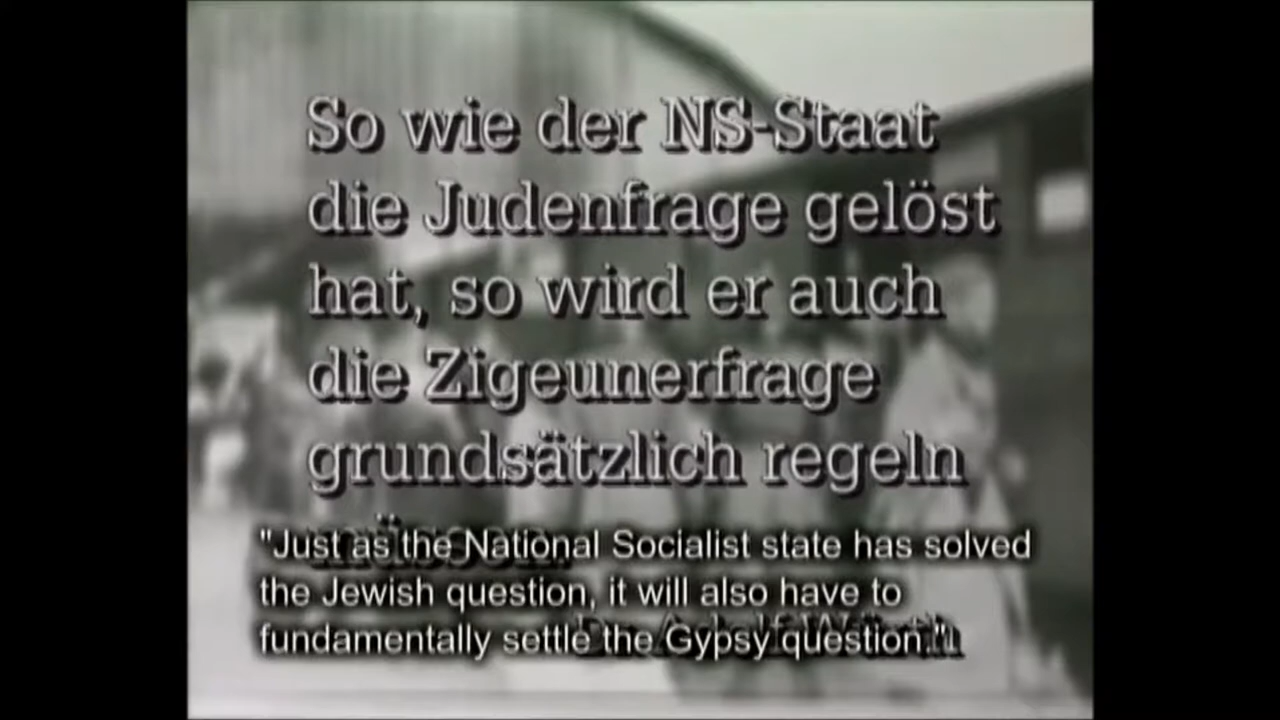 So wie der NS-Staat
die Judenfrage gelöst
hat, so wird er auch
die Zigeunerfrage
grundsätzlich regeln
müssen.
"Just as the National Socialist state has solved
the Jewish question, it will also have to
fundamentally settle the Gypsy question."